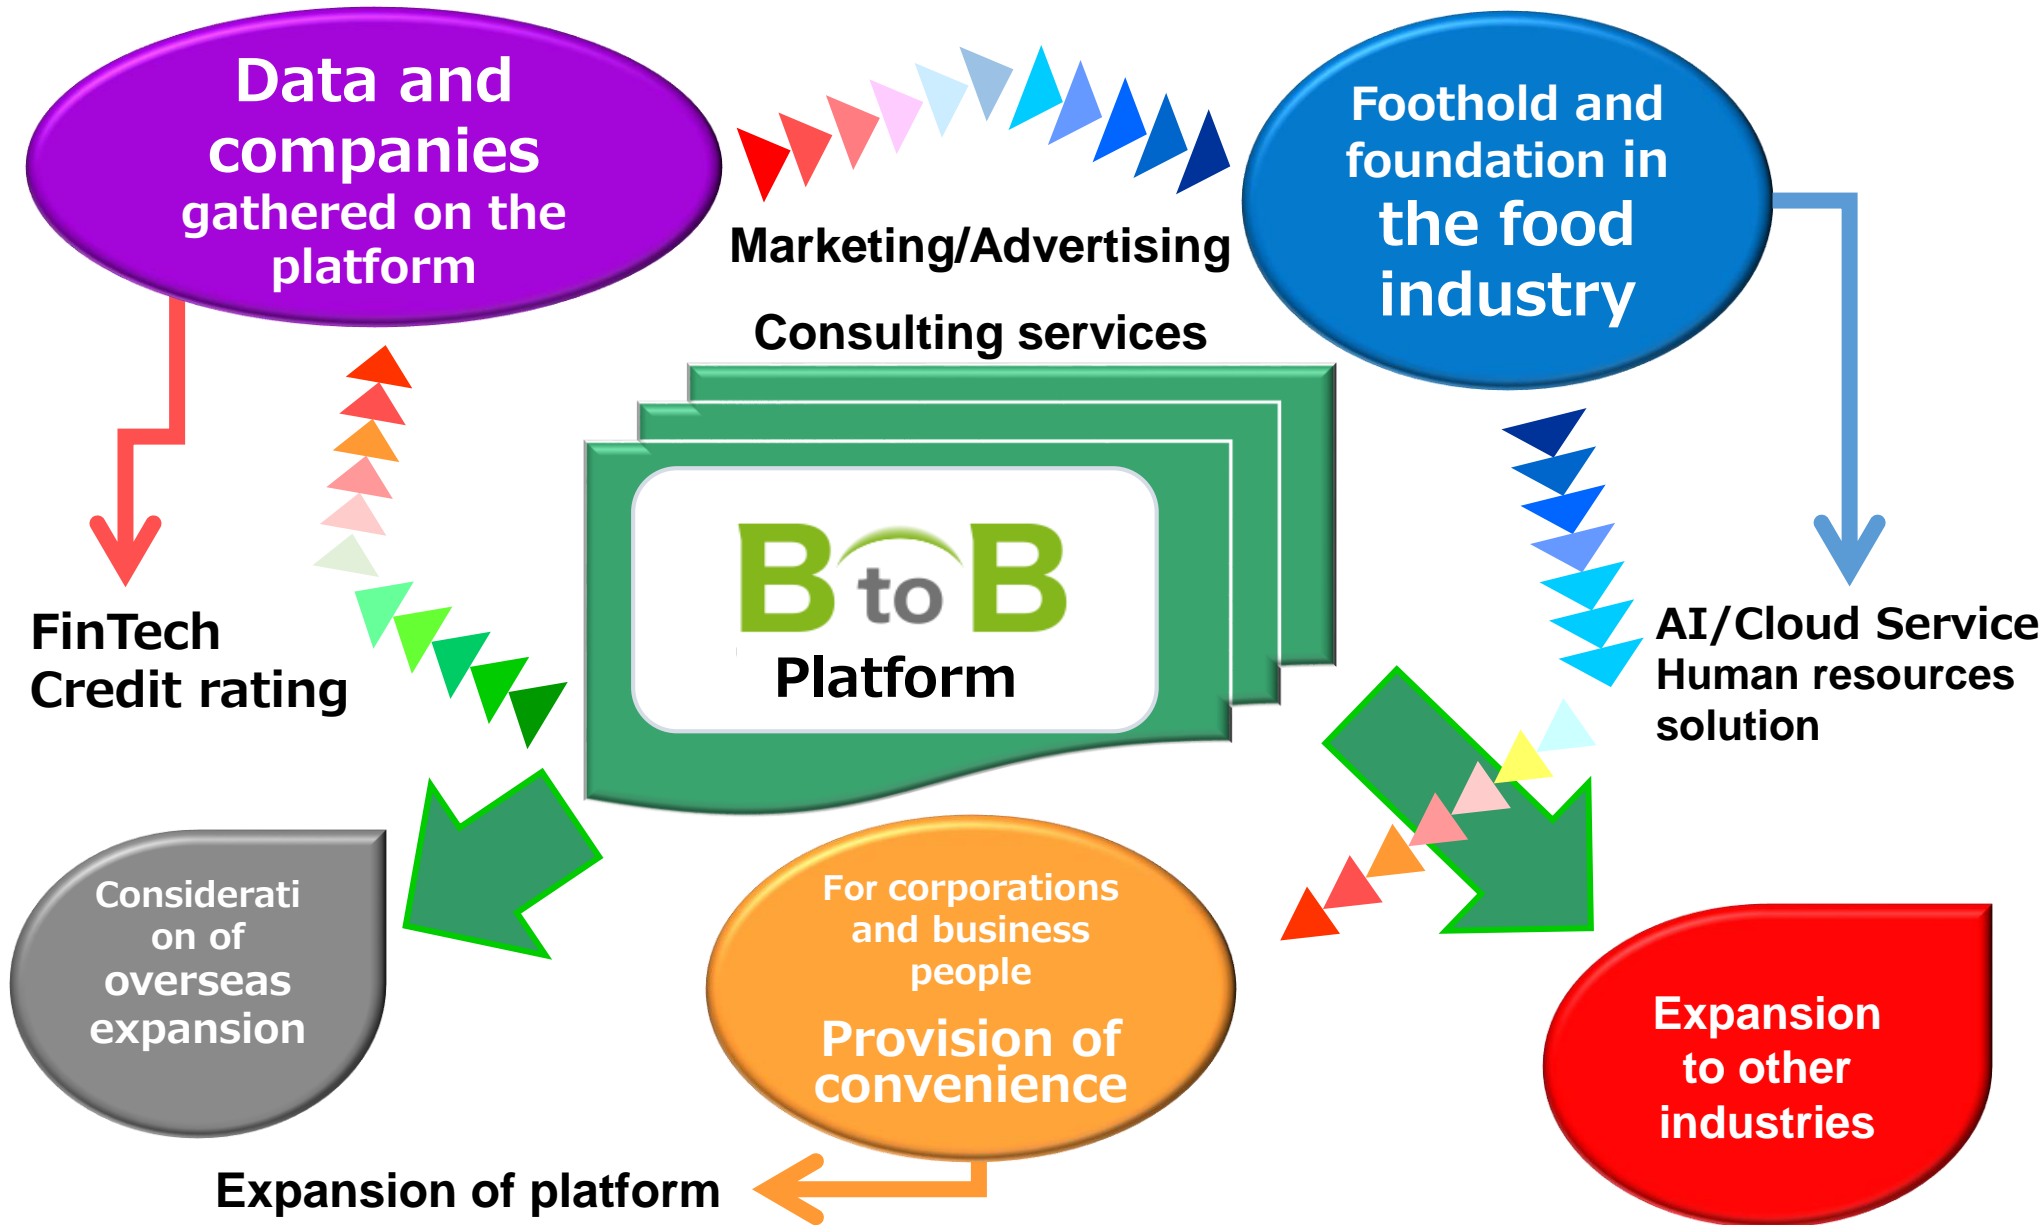 Data and
companies
gathered on the
platform
Marketing/Advertising
Consulting services
Foothold and
foundation in
the food
industry
B to B
Platform
FinTech
Credit rating
AI/Cloud Service
Human resources
solution
Considerati
on of
overseas
expansion
For corporations
and business
people
Provision of
convenience
Expansion
to other
industries
Expansion of platform